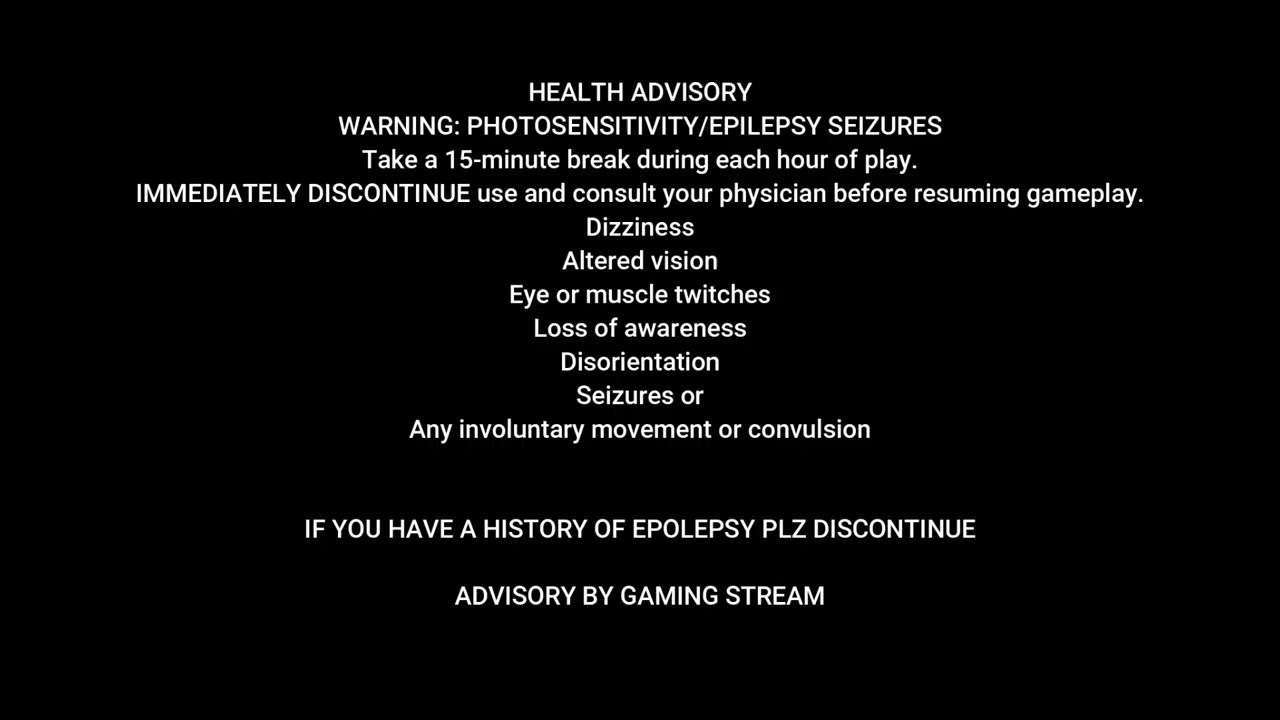 HEALTH ADVISORY
WARNING: PHOTOSENSITIVITY/EPILEPSY SEIZURES
Take a 15-minute break during each hour of play.
IMMEDIATELY DISCONTINUE use and consult your physician before resuming gameplay.
Dizziness
Altered vision
Eye or muscle twitches
Loss of awareness
Disorientation
Seizures or
Any involuntary movement or convulsion
IF YOU HAVE A HISTORY OF EPOLEPSY PLZ DISCONTINUE
ADVISORY BY GAMING STREAM